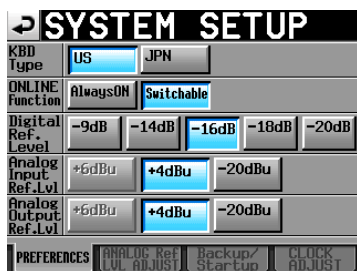 SYSTEM SETUP
KBD Type US JPN
ONLINE Function AlwaysON Switchable
Digital Ref. Level -9dB -14dB -16dB -18dB -20dB
Analog Input Ref.Lvl +6dBu +4dBu -20dBu
Analog Output Ref.Lvl +6dBu +4dBu -20dBu
PREFERENCES ANALOG Ref LVL ADJUST Backup/ Startup CLOCK ADJUST